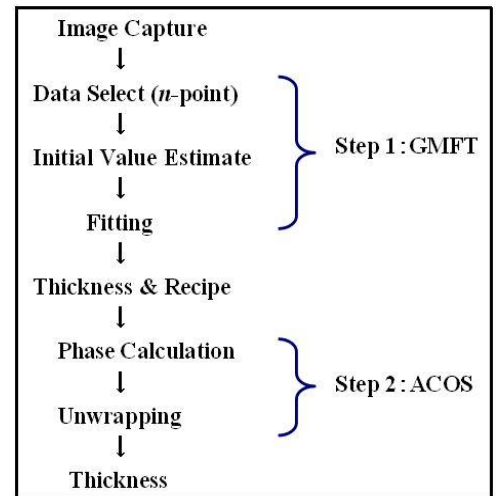 Image Capture
↓
Data Select (n-point)
↓
Initial Value Estimate
↓
Fitting
Step 1 : GMFT
↓
Thickness & Recipe
↓
Phase Calculation
↓
Unwrapping
Step 2 : ACOS
↓
Thickness